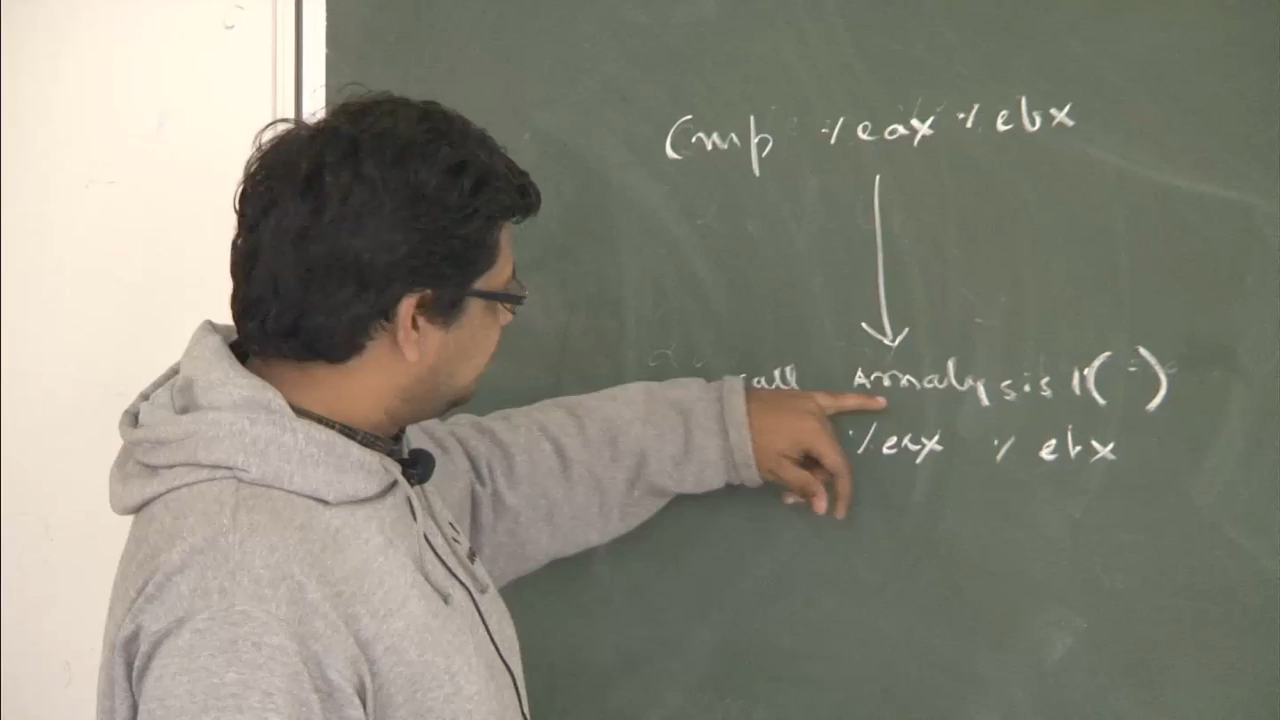 Cmp %eax %ebx
call Analysis1(-)
%eax % ebx